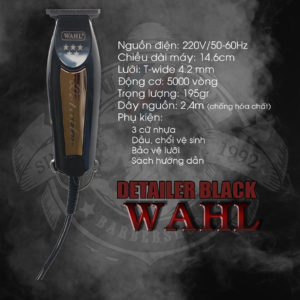 WAHL
Nguồn điện: 220V/50-60Hz
Chiều dài máy: 14.6cm
Lưỡi: T-wide 4.2 mm
Động cơ: 5000 vòng
Trọng lượng: 195gr
Dây nguồn: 2,4m (chống hóa chất)
Phụ kiện:
3 cữ nhựa
Dầu, chổi vệ sinh
Bảo vệ lưỡi
Sách hướng dẫn
DETAILER BLACK
WAHL